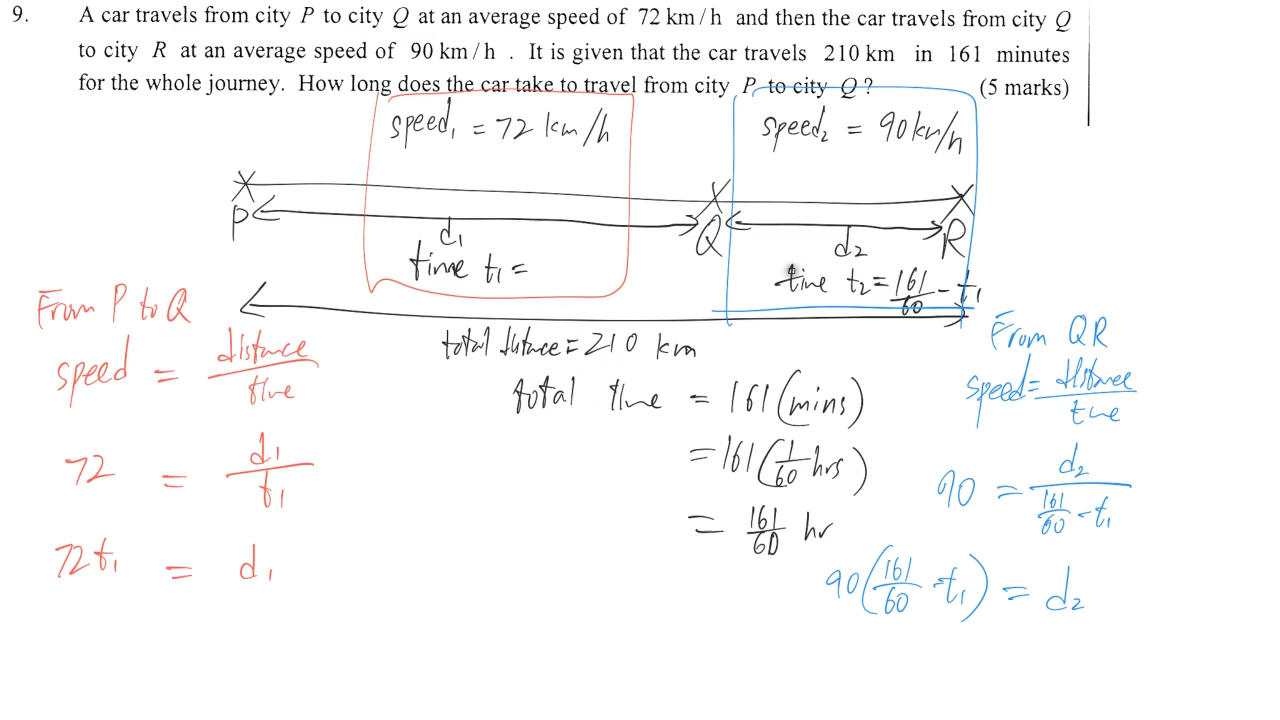 9. A car travels from city P to city Q at an average speed of 72 km/h and then the car travels from city Q
to city R at an average speed of 90 km/h . It is given that the car travels 210 km in 161 minutes
for the whole journey. How long does the car take to travel from city P to city Q? (5 marks)
speed₁ = 72 km/h
speed₂ = 90 km/h
P
Q
R
d₁
d₂
time t₁ =
time t₂ = 161/60 - t₁
total distance = 210 km
total time = 161 (mins)
= 161 (1/60 hrs)
= 161/60 hr
From P to Q
speed = distance/time
72 = d₁/t₁
72t₁ = d₁
From QR
speed = distance/time
90 = d₂/(161/60 - t₁)
90(161/60 - t₁) = d₂